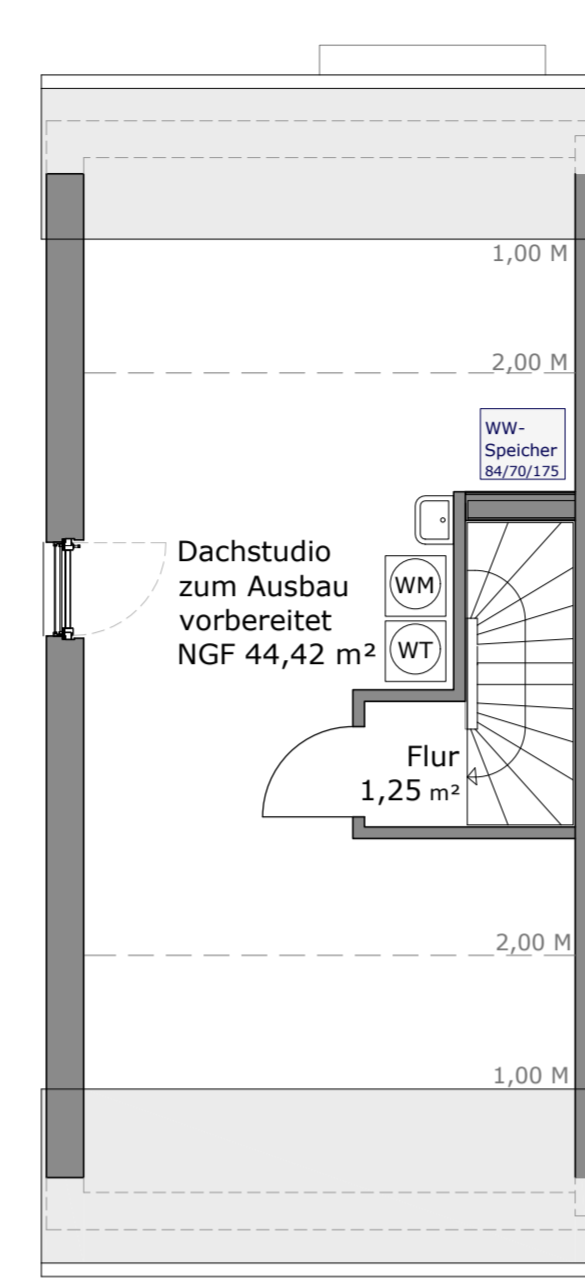 1,00 M
2,00 M
WW-
Speicher
84/70/175
Dachstudio
zum Ausbau
vorbereitet
NGF 44,42 m²
WM
WT
Flur
1,25 m²
2,00 M
1,00 M